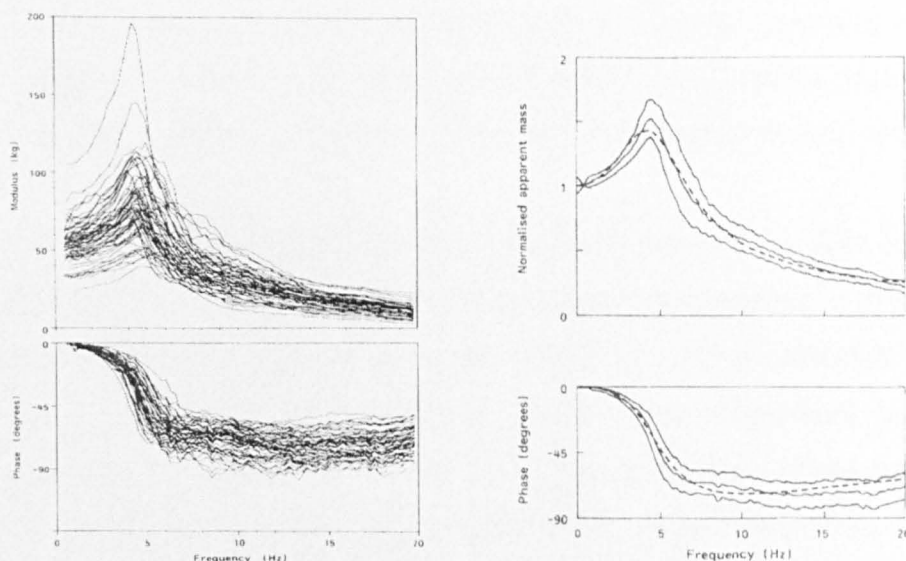 200
150
100
50
0
Modulus (kg)
0
-45
-90
Phase (degrees)
0 5 10 15 20
Frequency (Hz)
2
1
0
Normalised apparent mass
0
-45
-90
Phase (degrees)
0 5 10 15 20
Frequency (Hz)